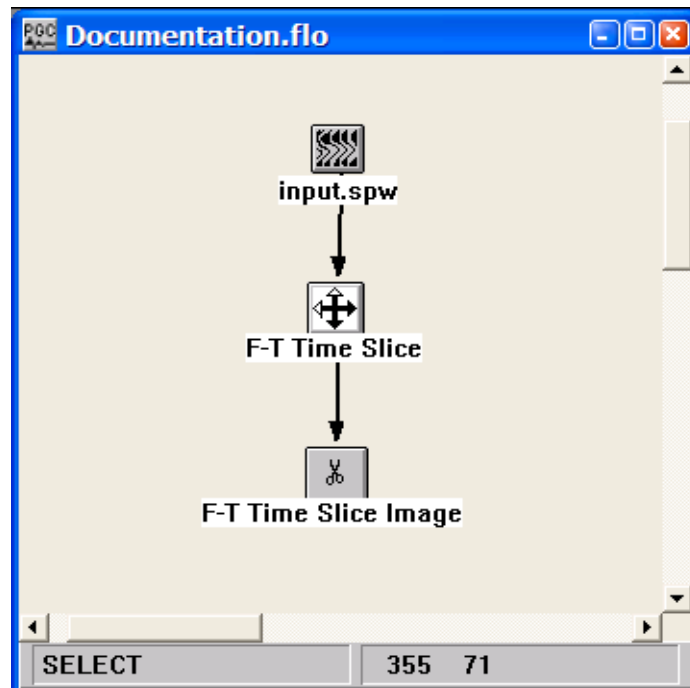 PGC Documentation.flo
input.spw
F-T Time Slice
F-T Time Slice Image
SELECT 355 71